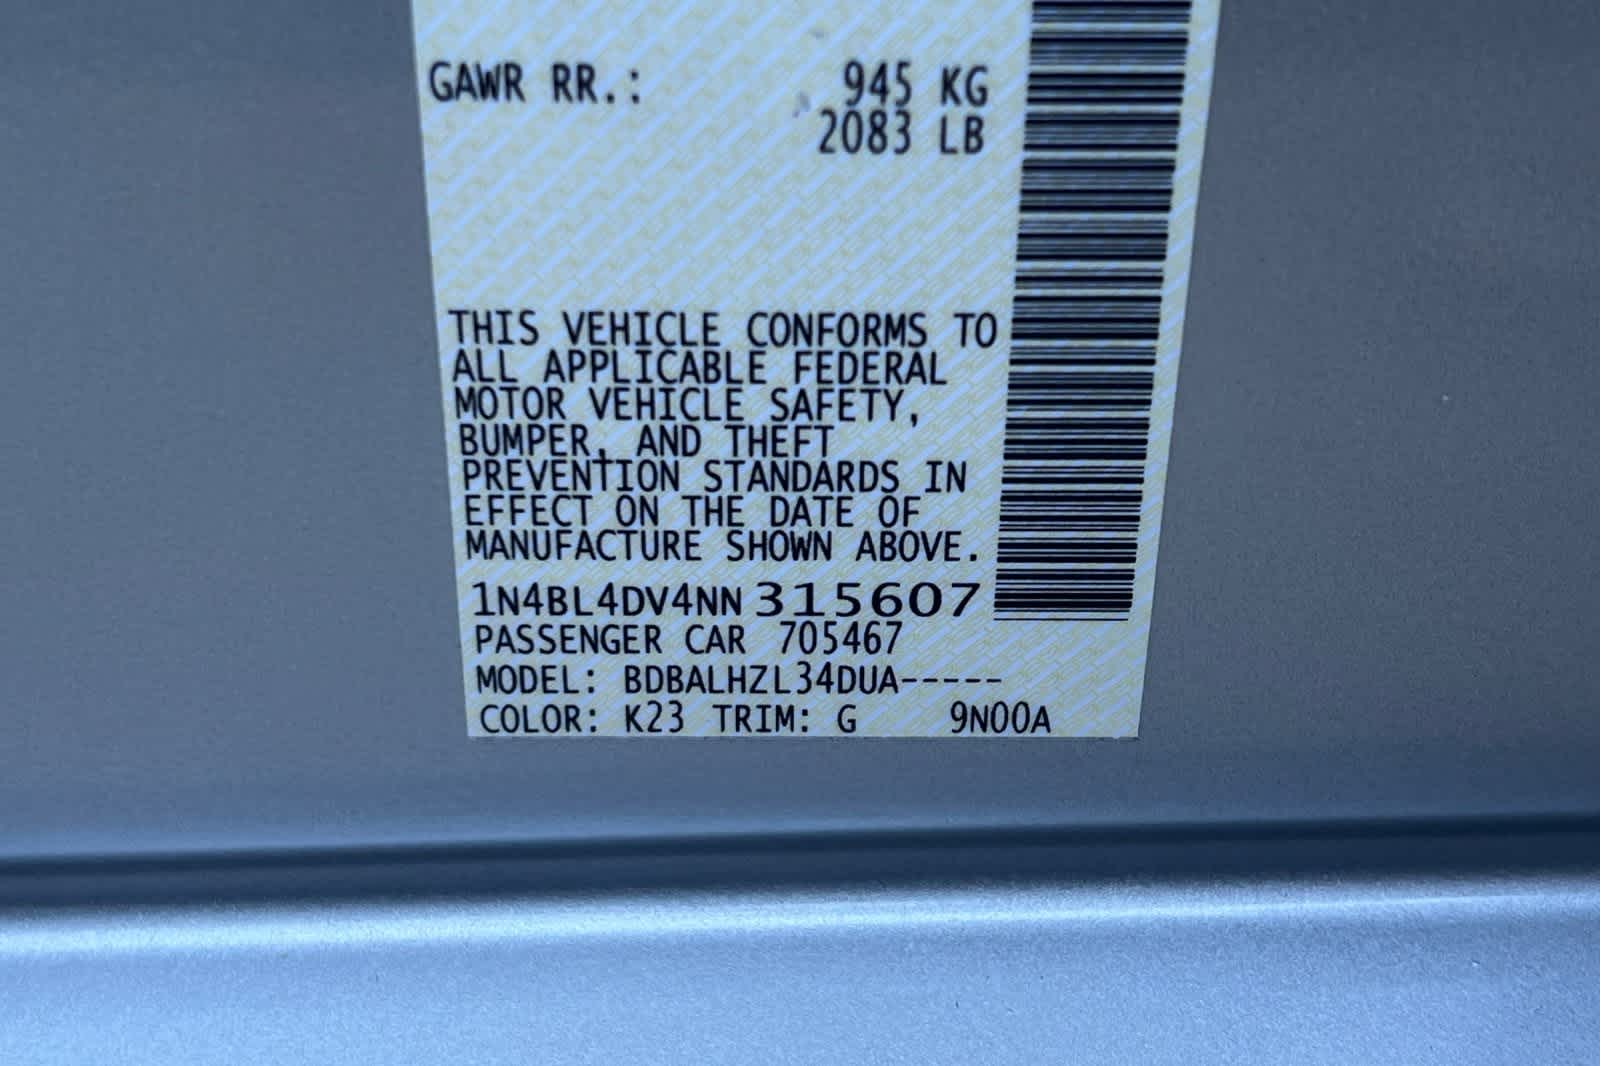 GAWR RR.: 945 KG
2083 LB
THIS VEHICLE CONFORMS TO
ALL APPLICABLE FEDERAL
MOTOR VEHICLE SAFETY,
BUMPER, AND THEFT
PREVENTION STANDARDS IN
EFFECT ON THE DATE OF
MANUFACTURE SHOWN ABOVE.
1N4BL4DV4NN315607
PASSENGER CAR 705467
MODEL: BDBALHZL34DUA-----
COLOR: K23 TRIM: G 9N00A